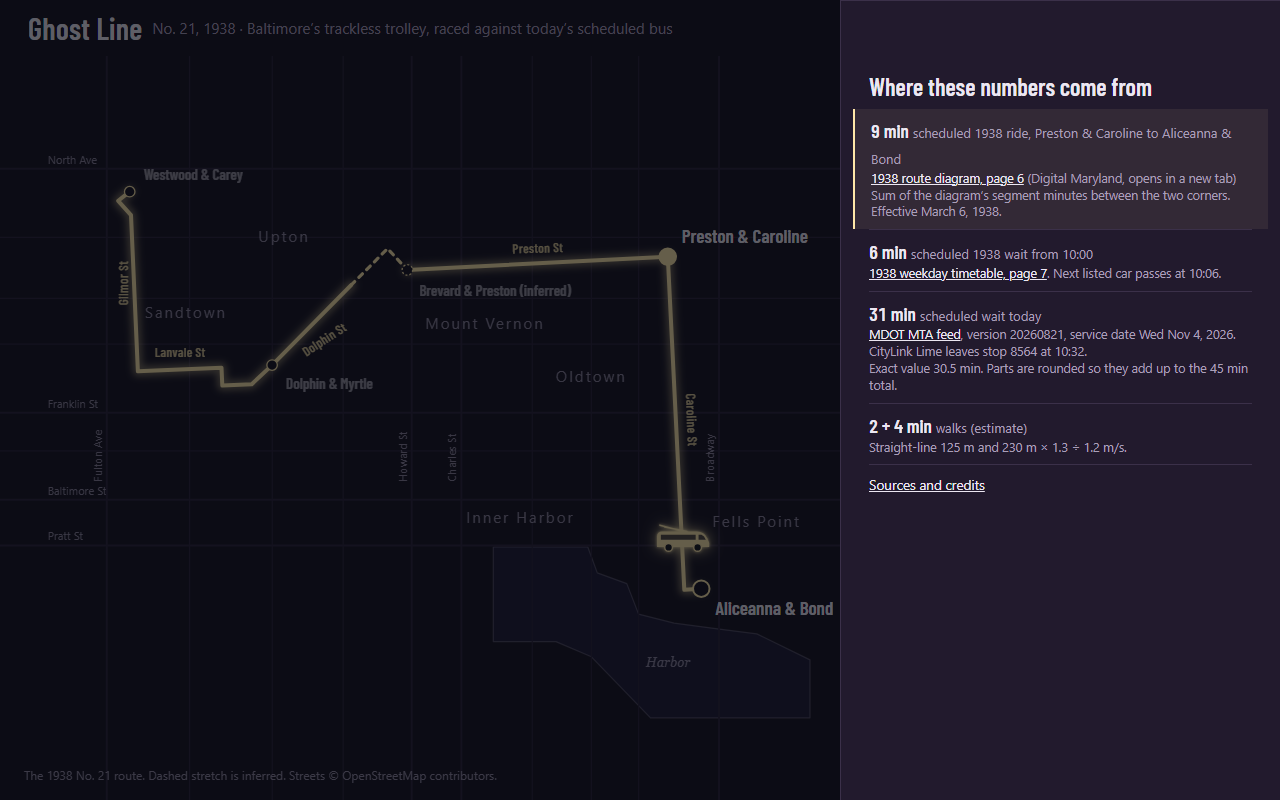 Ghost Line No. 21, 1938 · Baltimore's trackless trolley, raced against today's scheduled bus
North Ave
Westwood & Carey
Upton
Preston St
Preston & Caroline
Gilmor St
Brevard & Preston (inferred)
Sandtown
Mount Vernon
Dolphin St
Lanvale St
Dolphin & Myrtle
Oldtown
Franklin St
Caroline St
Fulton Ave
Howard St
Charles St
Broadway
Baltimore St
Inner Harbor
Fells Point
Pratt St
Aliceanna & Bond
Harbor
The 1938 No. 21 route. Dashed stretch is inferred. Streets © OpenStreetMap contributors.
Where these numbers come from
9 min scheduled 1938 ride, Preston & Caroline to Aliceanna &
Bond
1938 route diagram, page 6 (Digital Maryland, opens in a new tab)
Sum of the diagram's segment minutes between the two corners.
Effective March 6, 1938.
6 min scheduled 1938 wait from 10:00
1938 weekday timetable, page 7. Next listed car passes at 10:06.
31 min scheduled wait today
MDOT MTA feed, version 20260821, service date Wed Nov 4, 2026.
CityLink Lime leaves stop 8564 at 10:32.
Exact value 30.5 min. Parts are rounded so they add up to the 45 min
total.
2 + 4 min walks (estimate)
Straight-line 125 m and 230 m × 1.3 ÷ 1.2 m/s.
Sources and credits